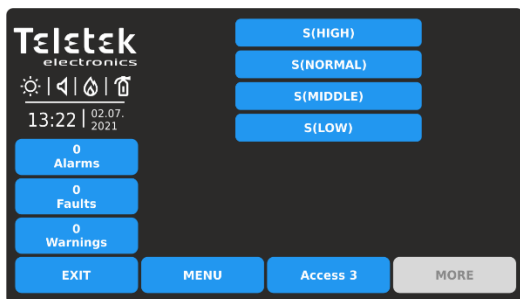 Tεlεtεk
electronics
13:22 02.07.
2021
0
Alarms
0
Faults
0
Warnings
S(HIGH)
S(NORMAL)
S(MIDDLE)
S(LOW)
EXIT
MENU
Access 3
MORE